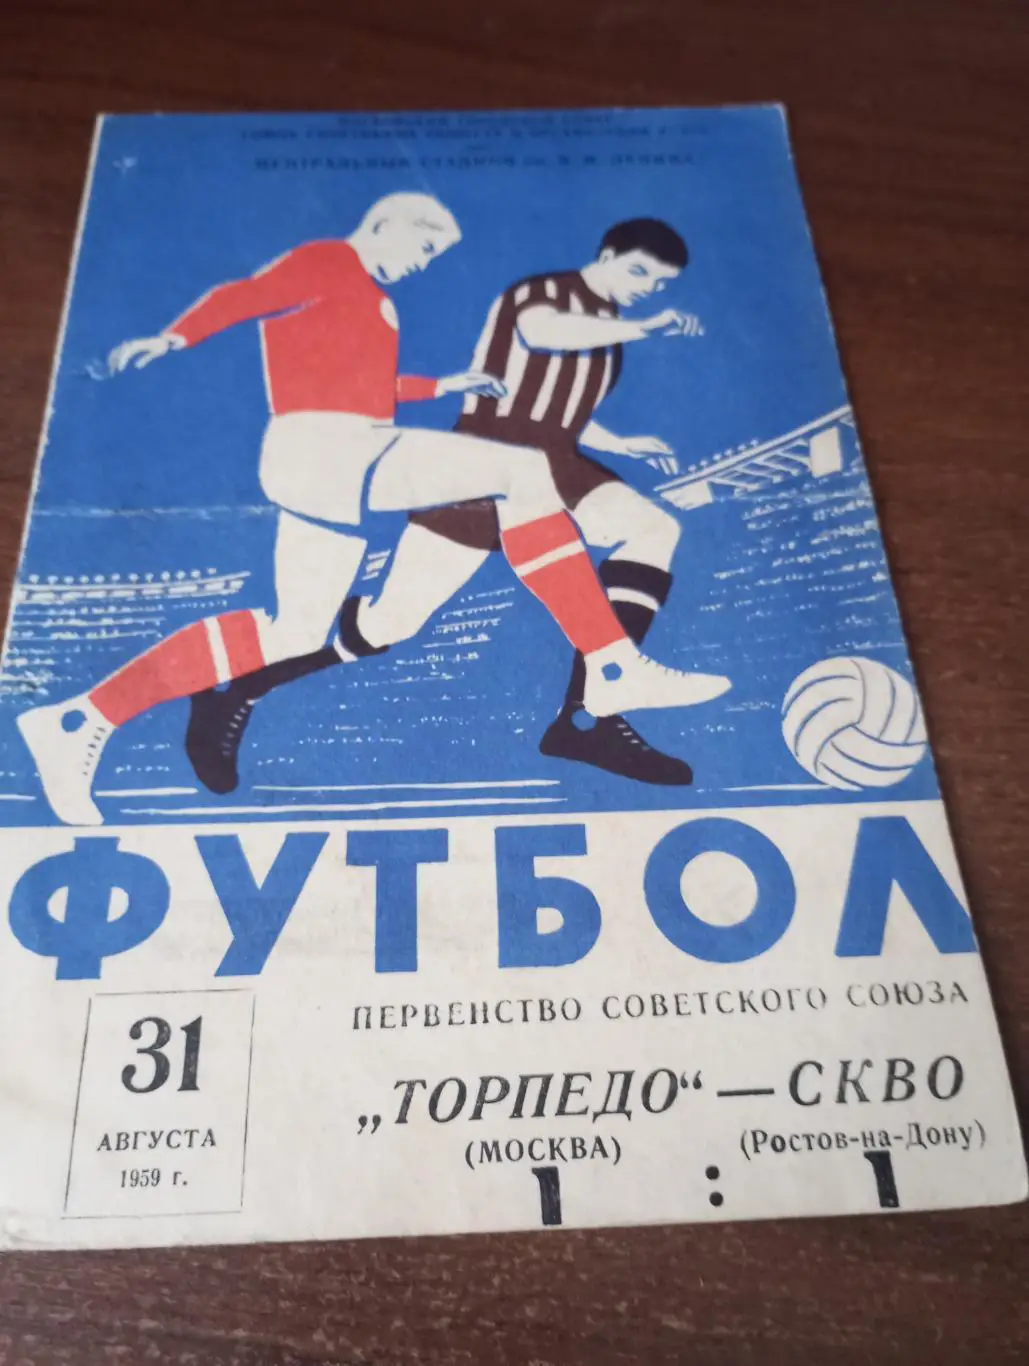 ЦЕНТРАЛЬНЫЙ СТАДИОН им. В. И. ЛЕНИНА
ФУТБОЛ
31
АВГУСТА
1959 г.
ПЕРВЕНСТВО СОВЕТСКОГО СОЮЗА
„ТОРПЕДО“ — СКВО
(МОСКВА) (Ростов-на-Дону)
1 : 1